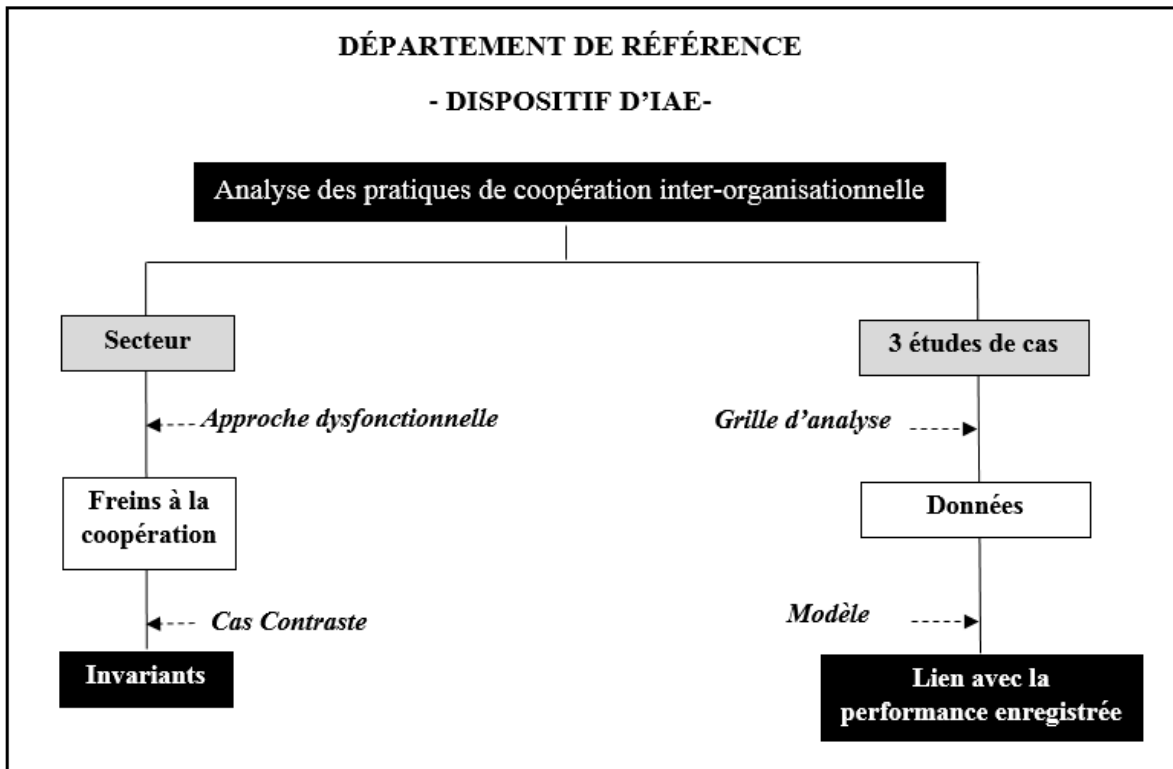 DÉPARTEMENT DE RÉFÉRENCE
- DISPOSITIF D'IAE-
Analyse des pratiques de coopération inter-organisationnelle
Secteur
3 études de cas
Approche dysfonctionnelle
Grille d'analyse
Freins à la
coopération
Données
Cas Contraste
Modèle
Invariants
Lien avec la
performance enregistrée